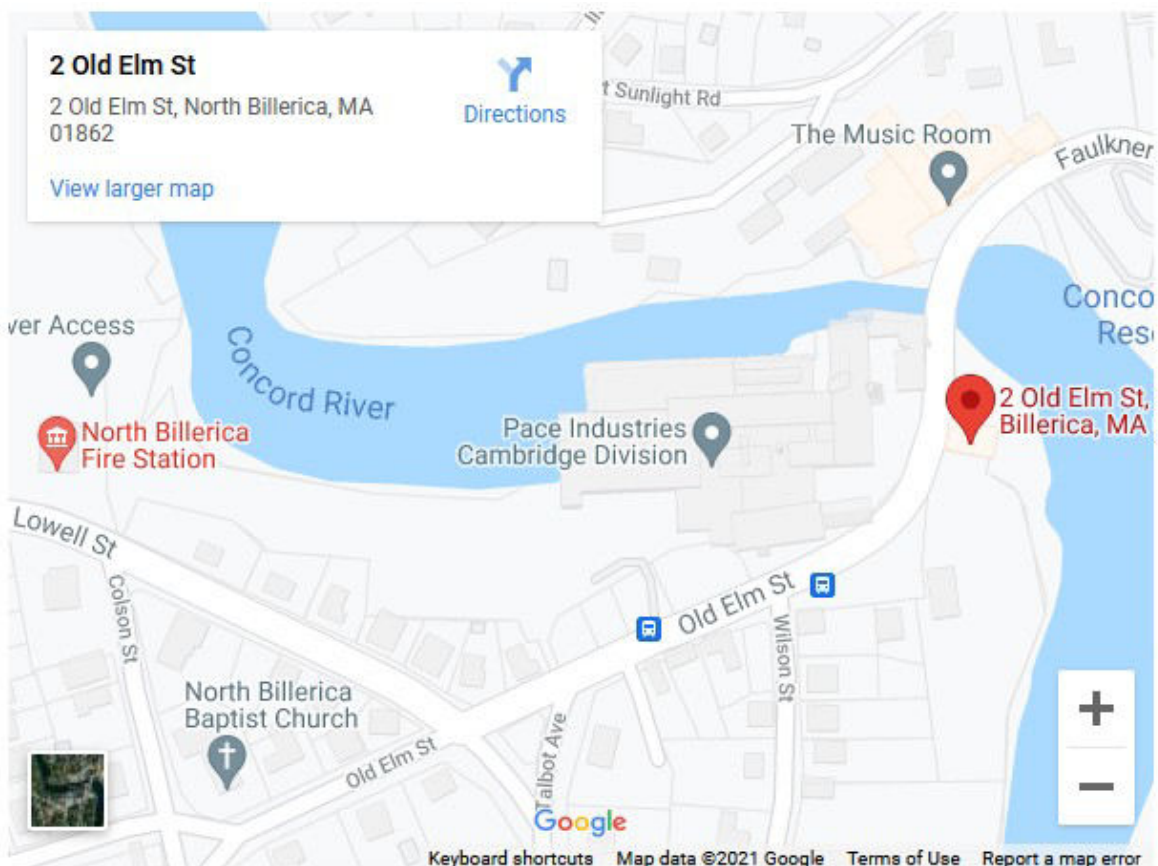 2 Old Elm St
2 Old Elm St, North Billerica, MA
01862
Directions
View larger map
t Sunlight Rd
The Music Room
Faulkner
ver Access
Concord River
Conco
Rese
North Billerica
Fire Station
Pace Industries
Cambridge Division
2 Old Elm St,
Billerica, MA
Lowell St
Colson St
Old Elm St
Wilson St
North Billerica
Baptist Church
Old Elm St
Talbot Ave
Google
Keyboard shortcuts Map data ©2021 Google Terms of Use Report a map error